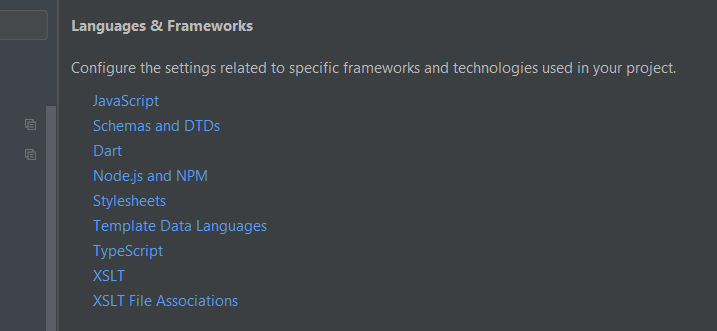 Languages & Frameworks
Configure the settings related to specific frameworks and technologies used in your project.
JavaScript
Schemas and DTDs
Dart
Node.js and NPM
Stylesheets
Template Data Languages
TypeScript
XSLT
XSLT File Associations